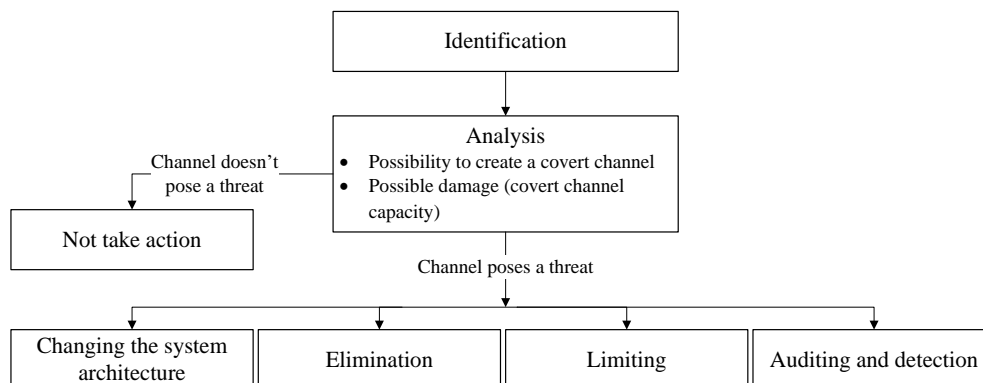 Identification
Analysis
• Possibility to create a covert channel
• Possible damage (covert channel
capacity)
Channel doesn't
pose a threat
Not take action
Channel poses a threat
Changing the system
architecture
Elimination
Limiting
Auditing and detection